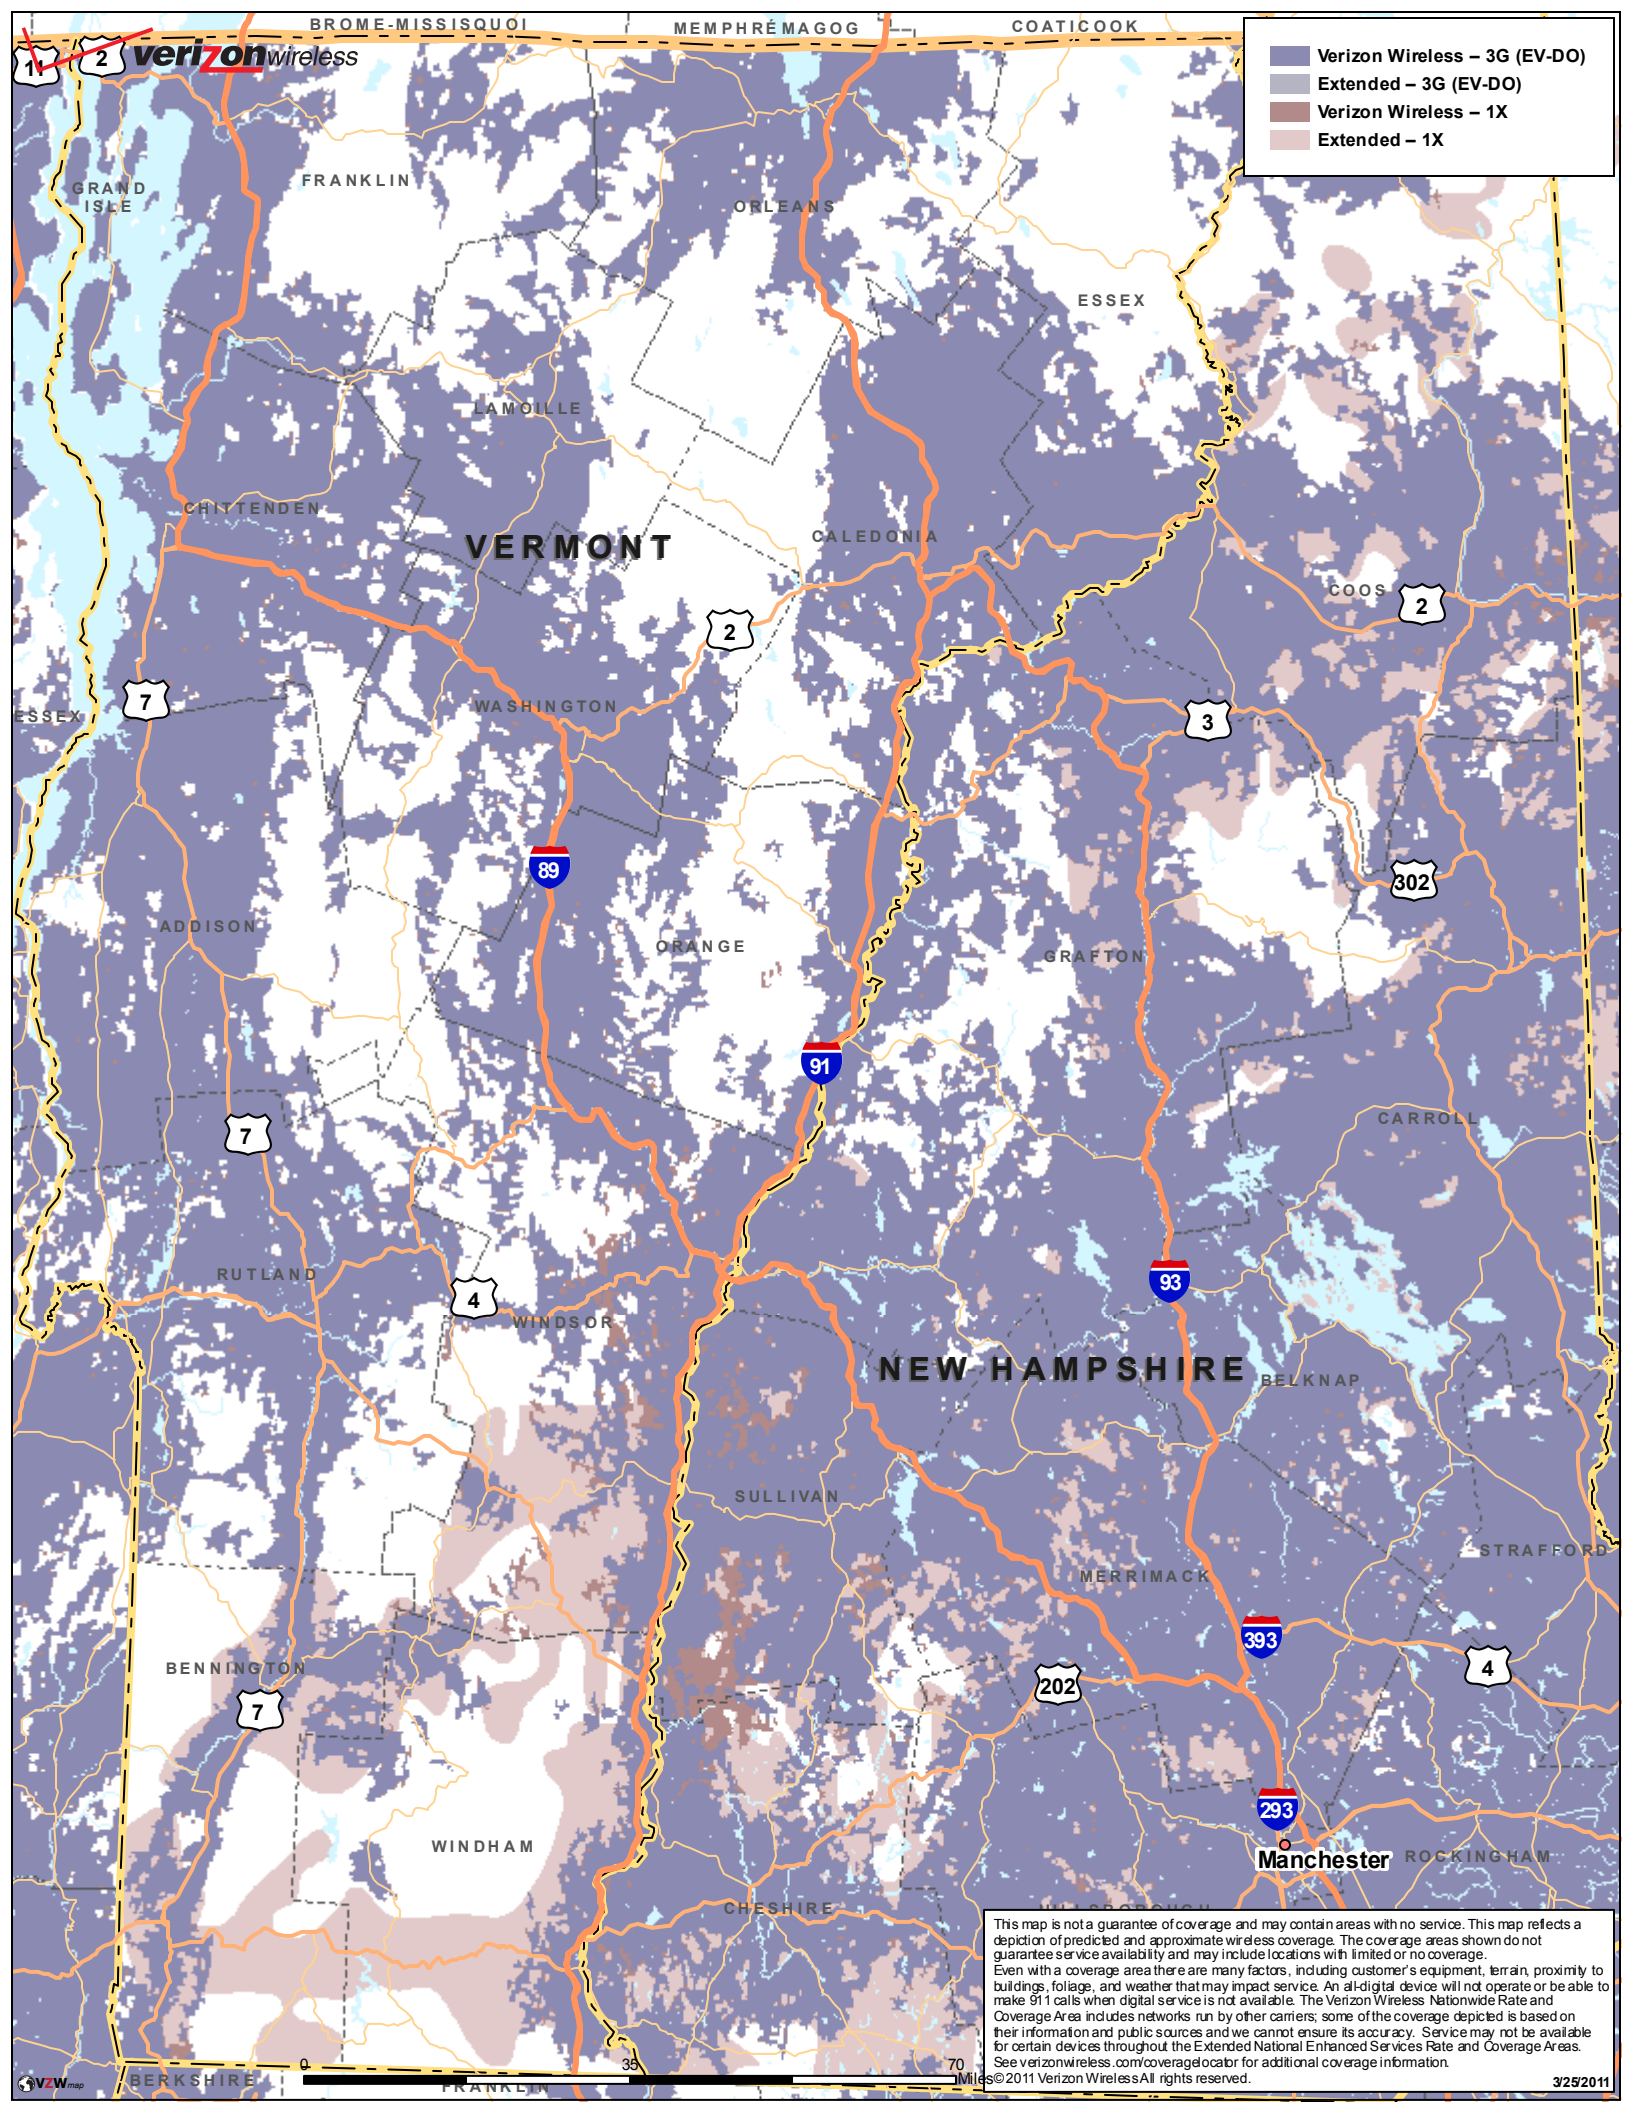 BROME-MISSISQUOI
MEMPHRÉMAGOG
COATICOOK
11
2
verizon wireless
Verizon Wireless – 3G (EV-DO)
Extended – 3G (EV-DO)
Verizon Wireless – 1X
Extended – 1X
GRAND
ISLE
FRANKLIN
ORLEANS
ESSEX
LAMOILLE
CHITTENDEN
VERMONT
CALEDONIA
COOS
2
2
7
ESSEX
WASHINGTON
3
89
302
ADDISON
ORANGE
GRAFTON
91
7
CARROLL
RUTLAND
93
4
WINDSOR
NEW HAMPSHIRE
BELKNAP
SULLIVAN
STRAFFORD
MERRIMACK
393
BENNINGTON
4
202
7
293
WINDHAM
Manchester
ROCKINGHAM
CHESHIRE
HILLSBOROUGH
This map is not a guarantee of coverage and may contain areas with no service. This map reflects a
depiction of predicted and approximate wireless coverage. The coverage areas shown do not
guarantee service availability and may include locations with limited or no coverage.
Even with a coverage area there are many factors, including customer's equipment, terrain, proximity to
buildings, foliage, and weather that may impact service. An all-digital device will not operate or be able to
make 911 calls when digital service is not available. The Verizon Wireless Nationwide Rate and
Coverage Area includes networks run by other carriers; some of the coverage depicted is based on
their information and public sources and we cannot ensure its accuracy. Service may not be available
for certain devices throughout the Extended National Enhanced Services Rate and Coverage Areas.
See verizonwireless.com/coveragelocator for additional coverage information.
©2011 Verizon Wireless All rights reserved.
3/25/2011
0 35 70
Miles
VZWmap
BERKSHIRE
FRANKLIN